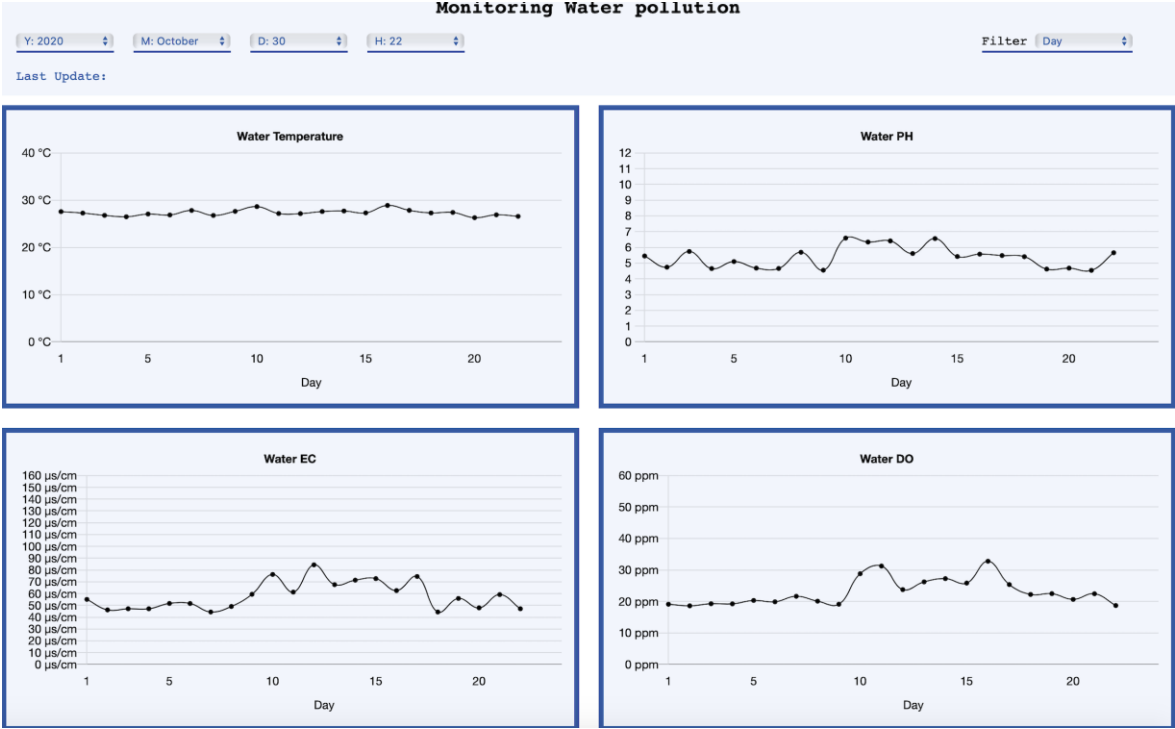 Monitoring Water pollution
Y: 2020 M: October D: 30 H: 22 Filter Day
Last Update:
Water Temperature
40 °C
30 °C
20 °C
10 °C
0 °C
1 5 10 15 20
Day
Water PH
12
11
10
9
8
7
6
5
4
3
2
1
0
1 5 10 15 20
Day
Water EC
160 µs/cm
150 µs/cm
140 µs/cm
130 µs/cm
120 µs/cm
110 µs/cm
100 µs/cm
90 µs/cm
80 µs/cm
70 µs/cm
60 µs/cm
50 µs/cm
40 µs/cm
30 µs/cm
20 µs/cm
10 µs/cm
0 µs/cm
1 5 10 15 20
Day
Water DO
60 ppm
50 ppm
40 ppm
30 ppm
20 ppm
10 ppm
0 ppm
1 5 10 15 20
Day